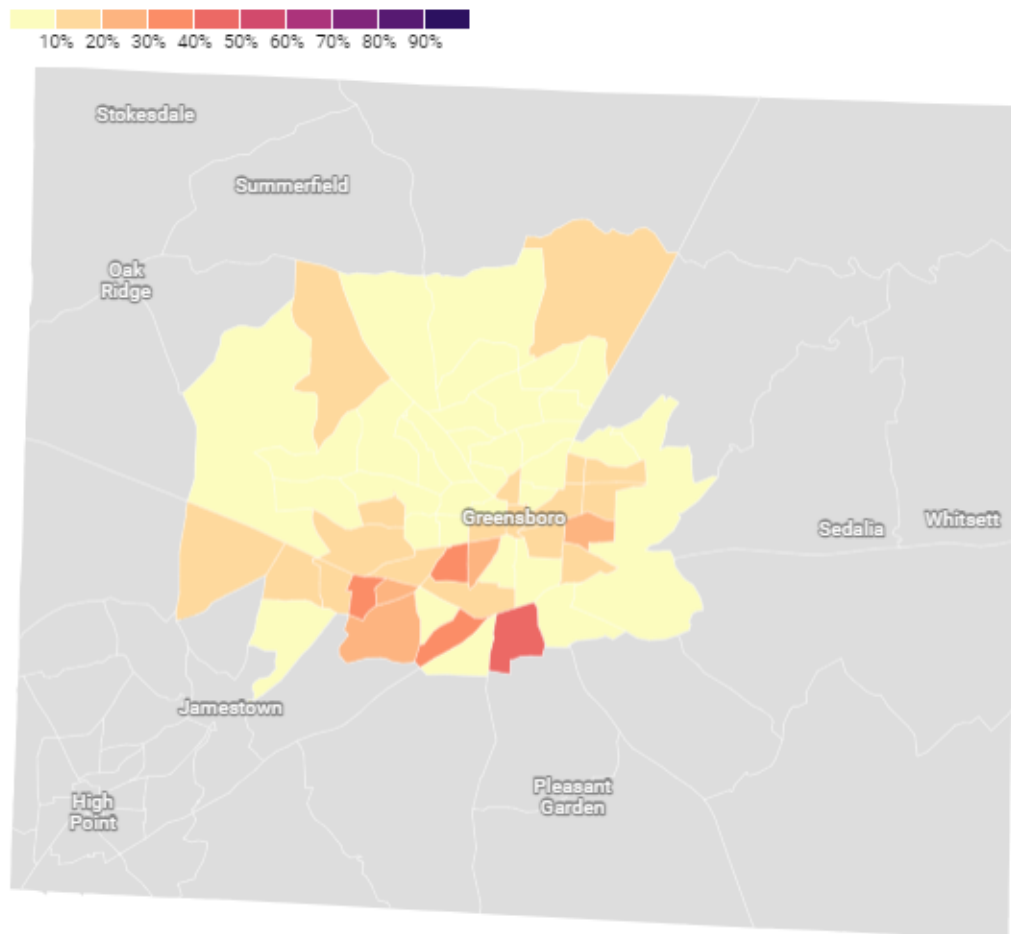 10% 20% 30% 40% 50% 60% 70% 80% 90%
Stokesdale
Summerfield
Oak
Ridge
Greensboro
Sedalia
Whitsett
Jamestown
Pleasant
Garden
High
Point